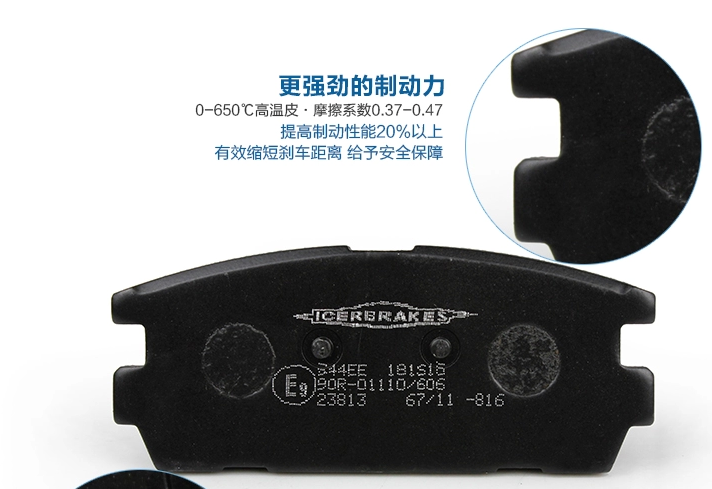 更强劲的制动力
0-650℃高温皮·摩擦系数0.37-0.47
提高制动性能20%以上
有效缩短刹车距离 给予安全保障
ICERBRAKES
E9
90R-01110/606
23813 67/11 -816